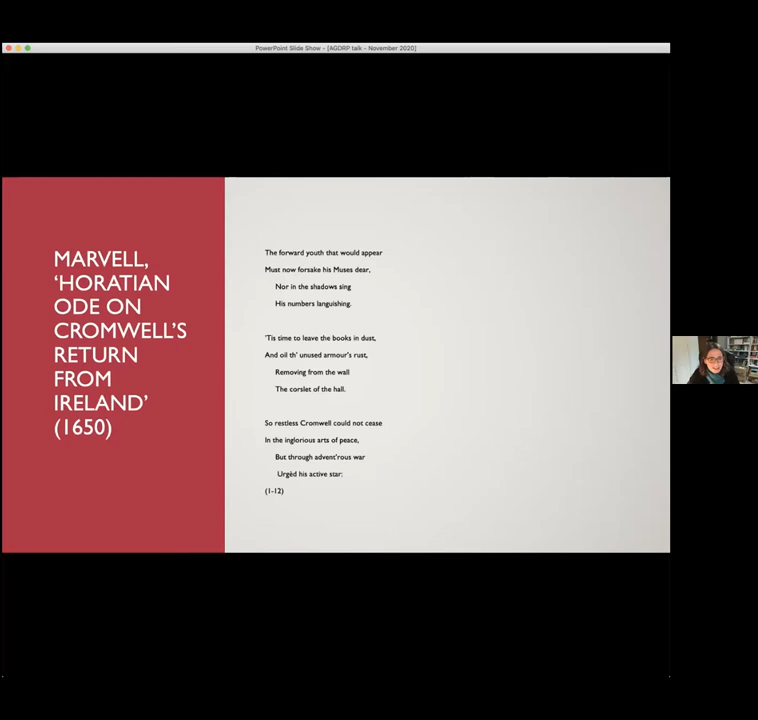 PowerPoint Slide Show - [AGDRP talk - November 2020]
MARVELL,
‘HORATIAN
ODE ON
CROMWELL’S
RETURN
FROM
IRELAND’
(1650)
The forward youth that would appear
Must now forsake his Muses dear,
Nor in the shadows sing
His numbers languishing.
’Tis time to leave the books in dust,
And oil th’ unused armour’s rust,
Removing from the wall
The corslet of the hall.
So restless Cromwell could not cease
In the inglorious arts of peace,
But through advent’rous war
Urgèd his active star:
(1-12)